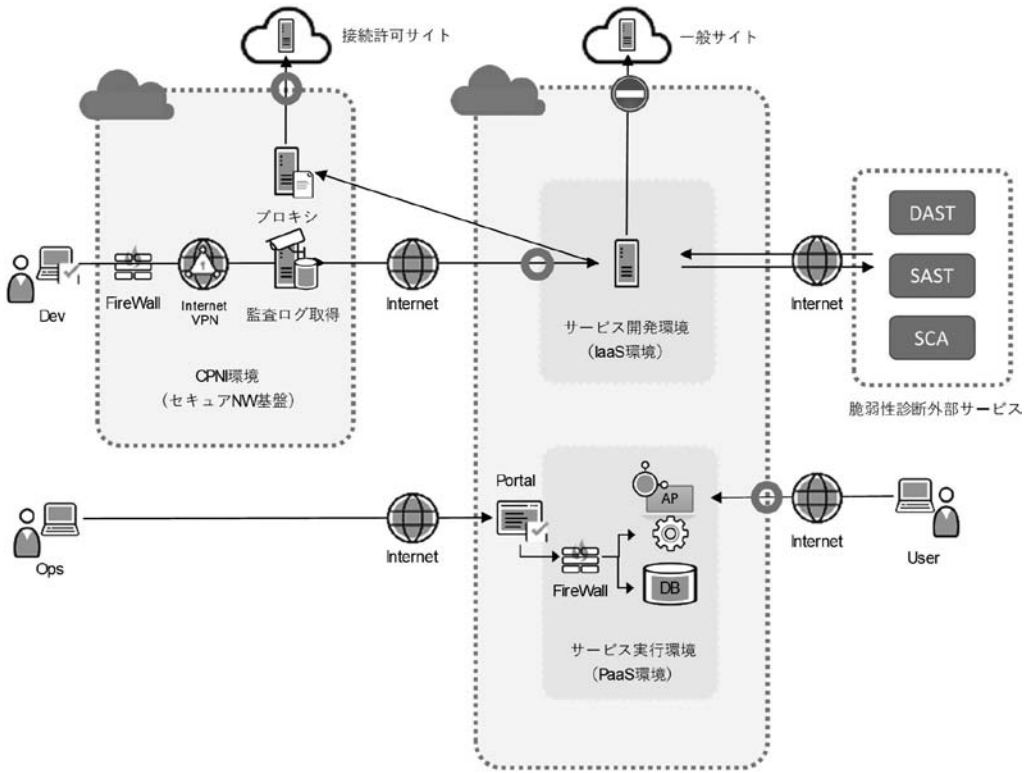 接続許可サイト
一般サイト
プロキシ
DAST
SAST
SCA
Dev
FireWall
Internet
VPN
監査ログ取得
Internet
サービス開発環境
（IaaS環境）
Internet
脆弱性診断外部サービス
CPNI環境
（セキュアNW基盤）
Ops
Internet
Portal
FireWall
AP
DB
サービス実行環境
（PaaS環境）
Internet
User